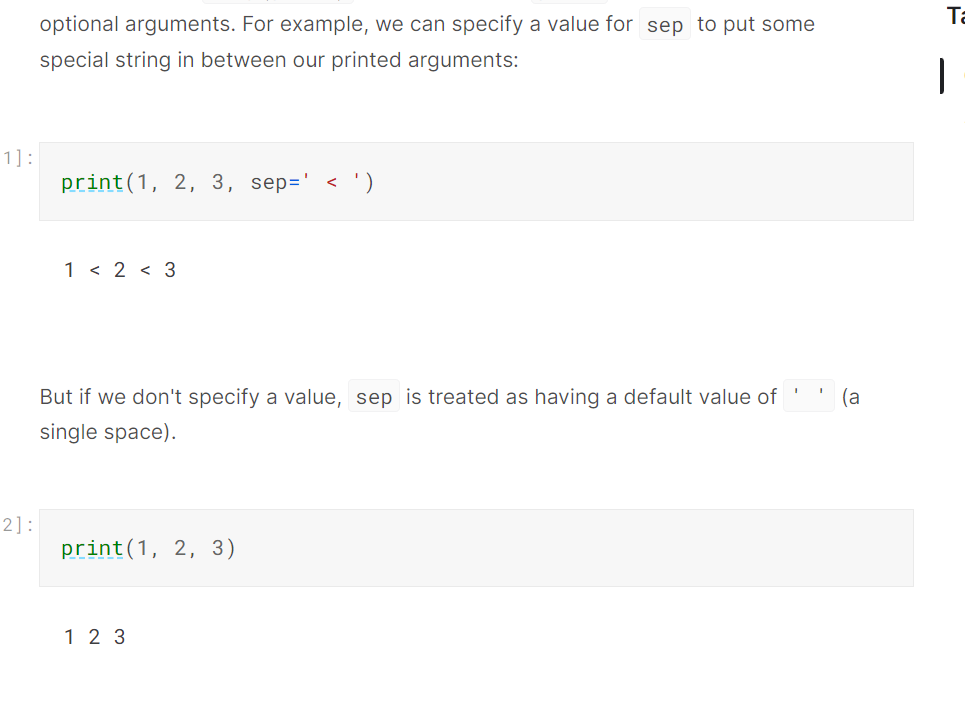 optional arguments. For example, we can specify a value for sep to put some
special string in between our printed arguments:
1]:
print(1, 2, 3, sep=' < ')
1 < 2 < 3
But if we don't specify a value, sep is treated as having a default value of ' ' (a
single space).
2]:
print(1, 2, 3)
1 2 3